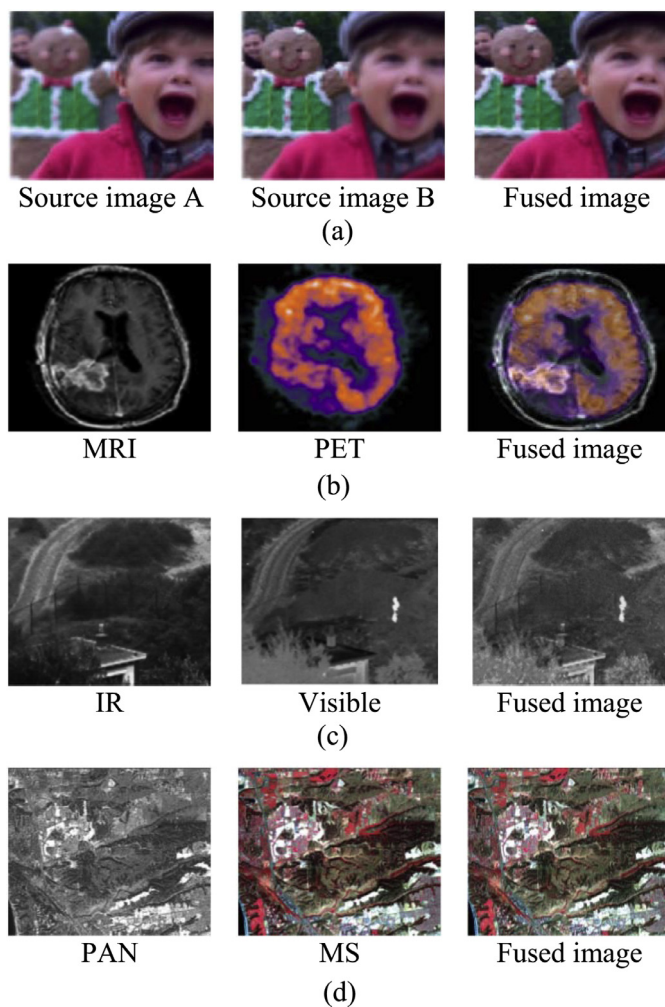 Source image A Source image B Fused image
(a)
MRI PET Fused image
(b)
IR Visible Fused image
(c)
PAN MS Fused image
(d)